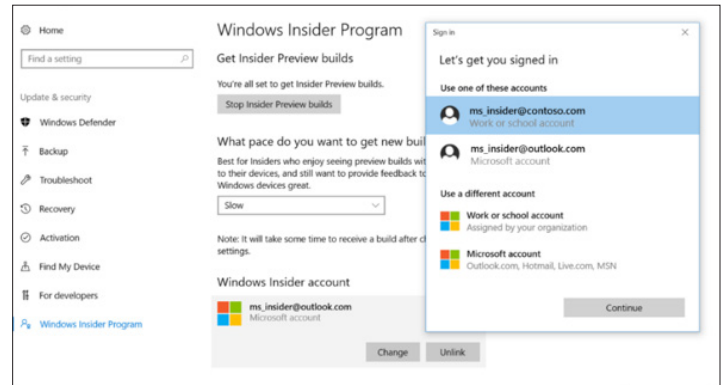 Home
Find a setting
Update & security
Windows Defender
Backup
Troubleshoot
Recovery
Activation
Find My Device
For developers
Windows Insider Program
Windows Insider Program
Get Insider Preview builds
You're all set to get Insider Preview builds.
Stop Insider Preview builds
What pace do you want to get new buil
Best for Insiders who enjoy seeing preview builds wit
to their devices, and still want to provide feedback to
Windows devices great.
Slow
Note: It will take some time to receive a build after c
settings.
Windows Insider account
ms_insider@outlook.com
Microsoft account
Change
Unlink
Sign in
Let's get you signed in
Use one of these accounts
ms_insider@contoso.com
Work or school account
ms_insider@outlook.com
Microsoft account
Use a different account
Work or school account
Assigned by your organization
Microsoft account
Outlook.com, Hotmail, Live.com, MSN
Continue